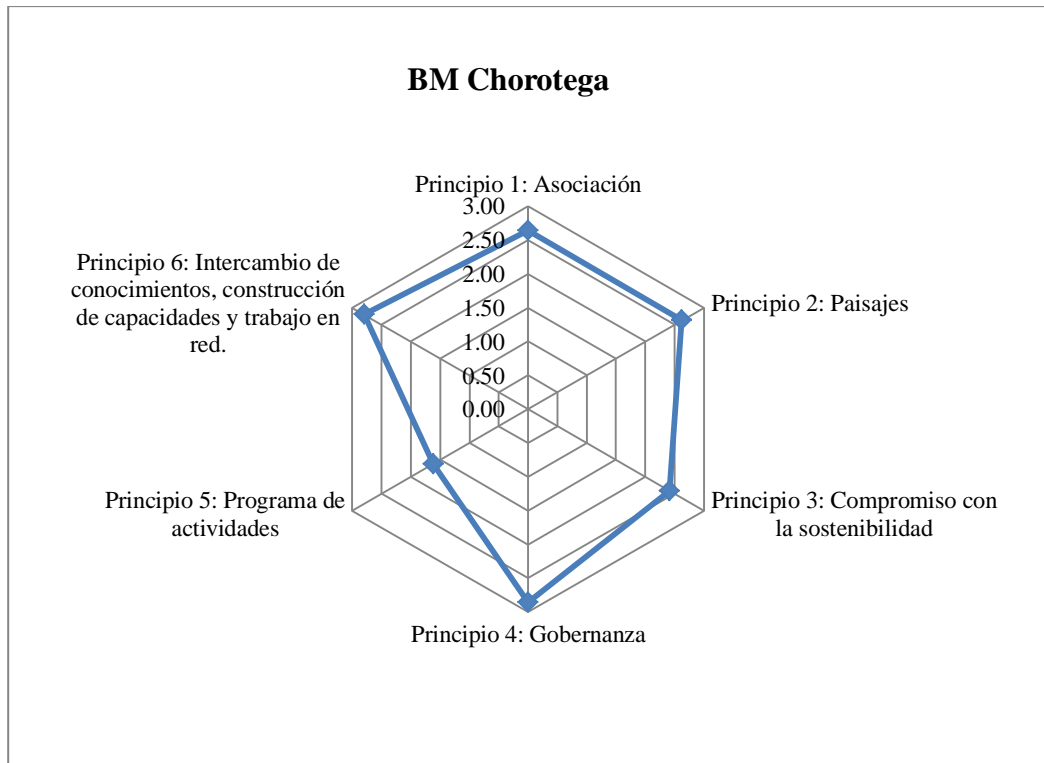 BM Chorotega
Principio 1: Asociación
3.00
2.50
2.00
1.50
1.00
0.50
0.00
Principio 2: Paisajes
Principio 3: Compromiso con
la sostenibilidad
Principio 4: Gobernanza
Principio 5: Programa de
actividades
Principio 6: Intercambio de
conocimientos, construcción
de capacidades y trabajo en
red.